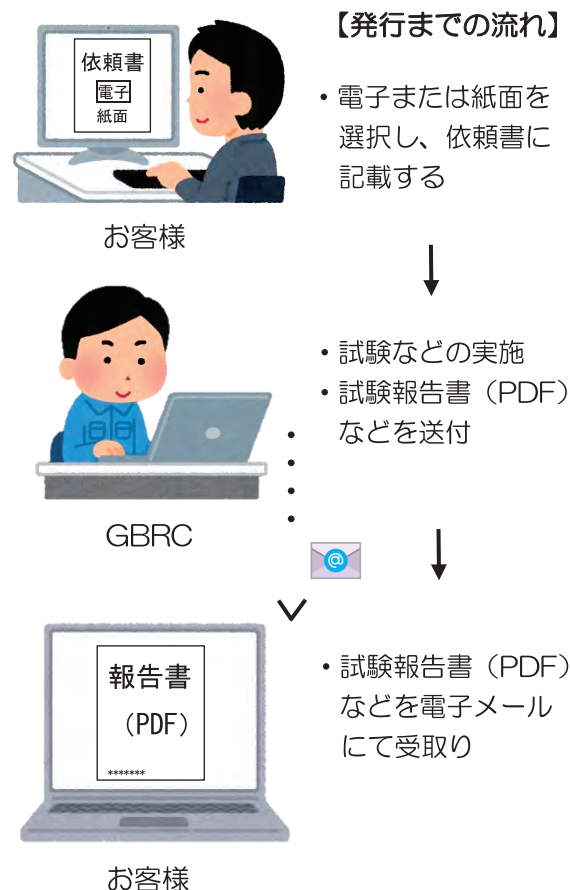 【発行までの流れ】
依頼書
電子
紙面
・電子または紙面を
選択し、依頼書に
記載する
お客様
・試験などの実施
・試験報告書（PDF）
などを送付
GBRC
@
報告書
（PDF）
*******
・試験報告書（PDF）
などを電子メール
にて受取り
お客様